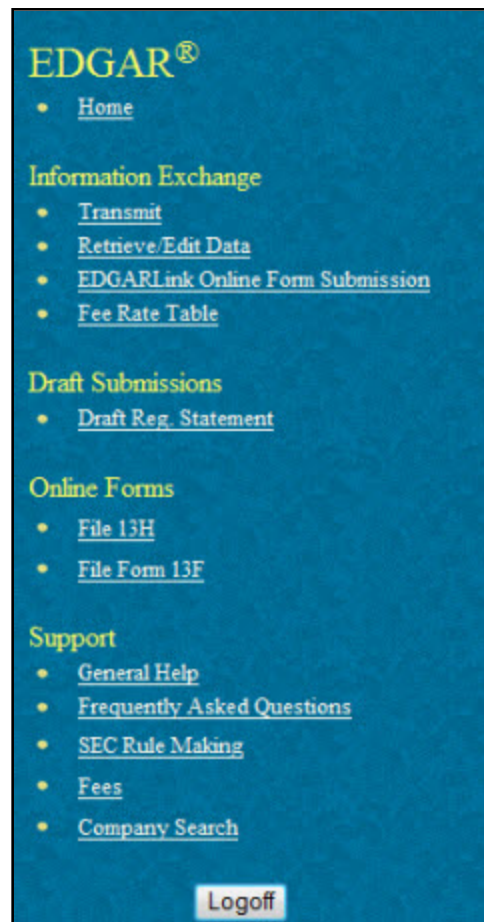 EDGAR®
Home
Information Exchange
Transmit
Retrieve/Edit Data
EDGARLink Online Form Submission
Fee Rate Table
Draft Submissions
Draft Reg. Statement
Online Forms
File 13H
File Form 13F
Support
General Help
Frequently Asked Questions
SEC Rule Making
Fees
Company Search
Logoff